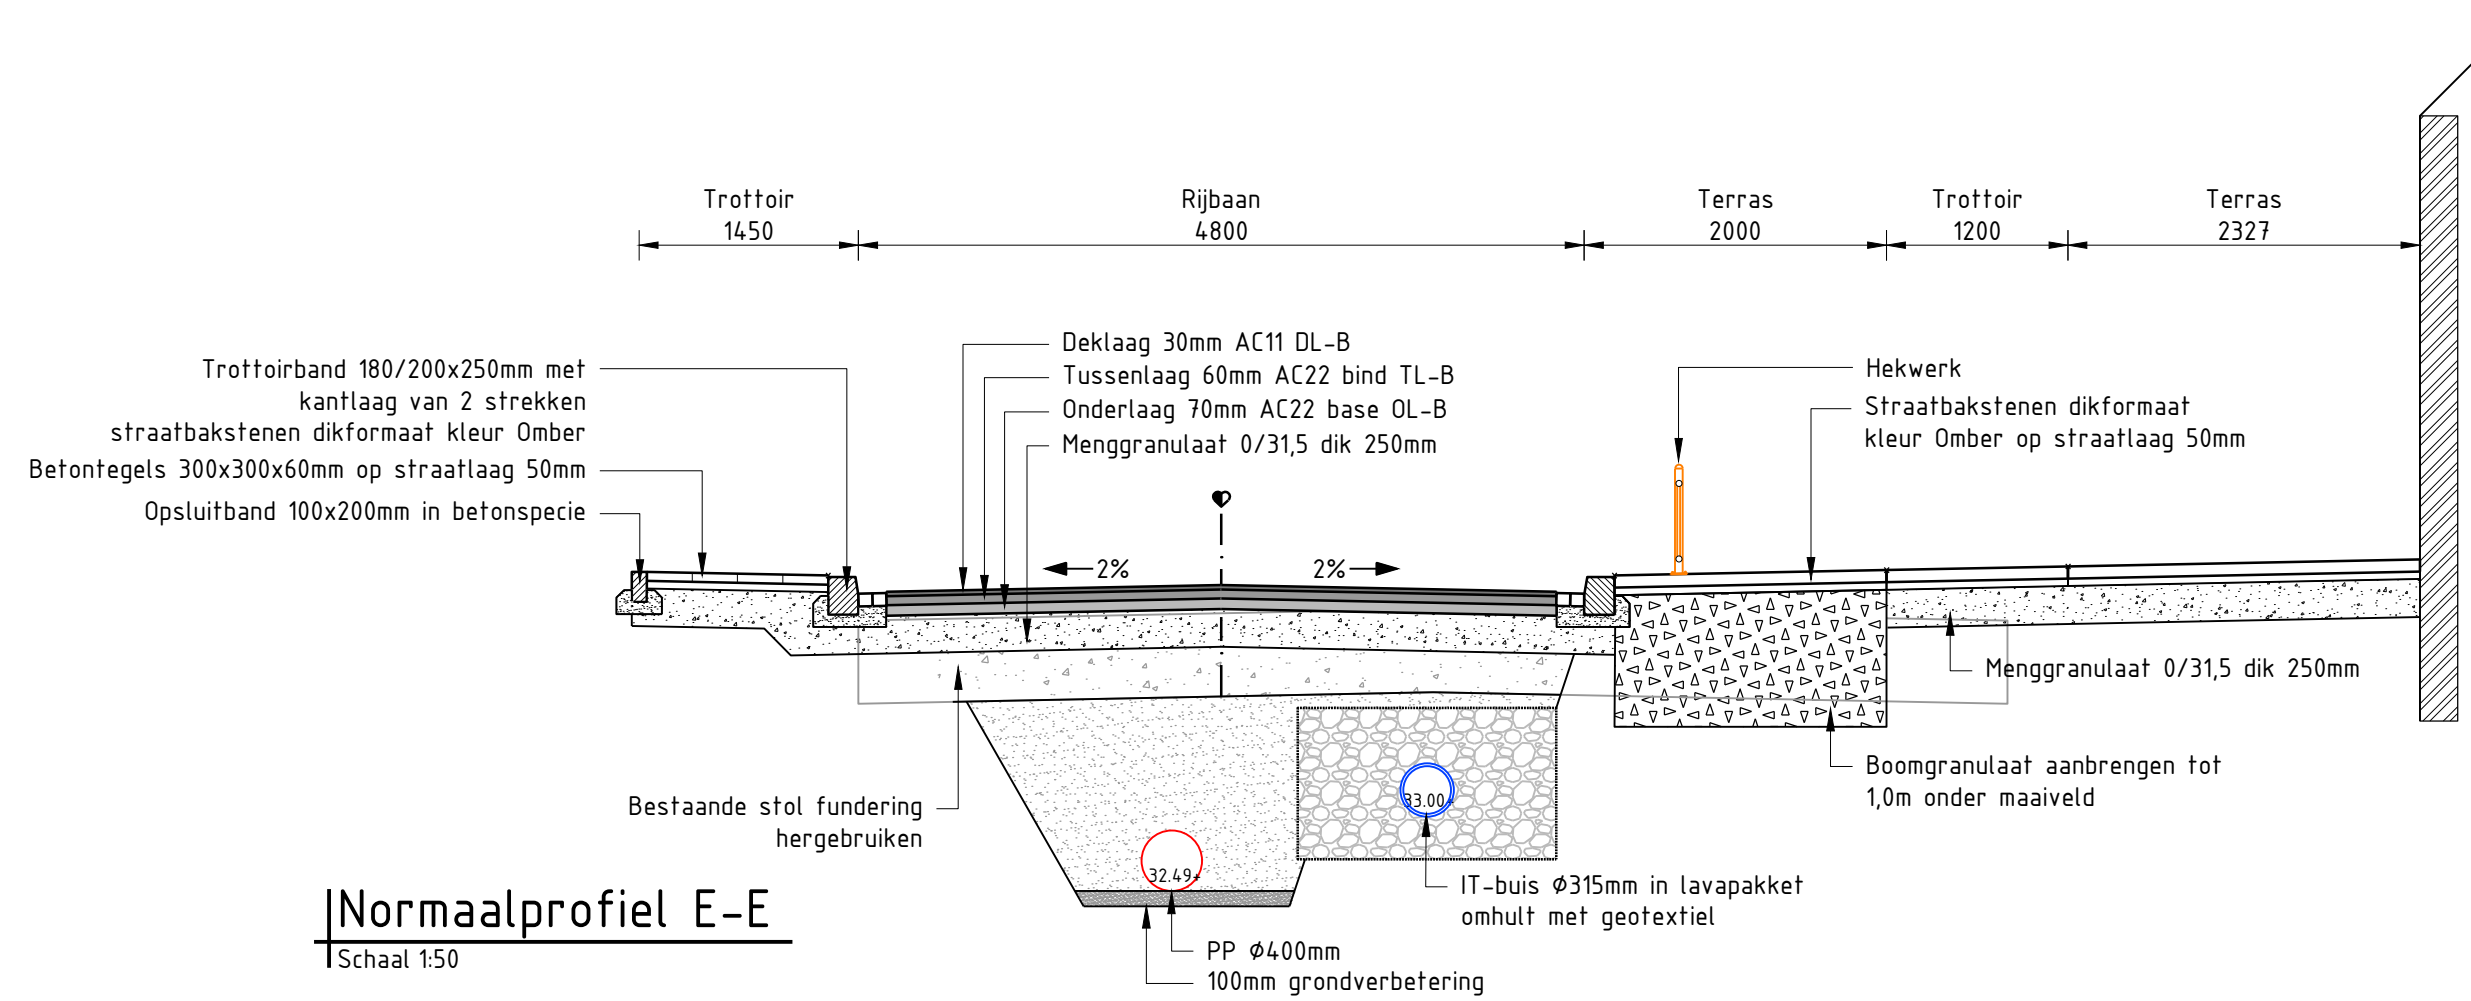 Trottoir
1450
Rijbaan
4800
Terras
2000
Trottoir
1200
Terras
2327
Trottoirband 180/200x250mm met
kantlaag van 2 strekken
straatbakstenen dikformaat kleur Omber
Betontegels 300x300x60mm op straatlaag 50mm
Opsluitband 100x200mm in betonspecie
Deklaag 30mm AC11 DL-B
Tussenlaag 60mm AC22 bind TL-B
Onderlaag 70mm AC22 base OL-B
Menggranulaat 0/31,5 dik 250mm
Hekwerk
Straatbakstenen dikformaat
kleur Omber op straatlaag 50mm
2%
2%
Menggranulaat 0/31,5 dik 250mm
Boomgranulaat aanbrengen tot
1,0m onder maaiveld
Bestaande stol fundering
hergebruiken
33.00+
32.49+
IT-buis Ø315mm in lavapakket
omhult met geotextiel
PP Ø400mm
100mm grondverbetering
Normaalprofiel E-E
Schaal 1:50